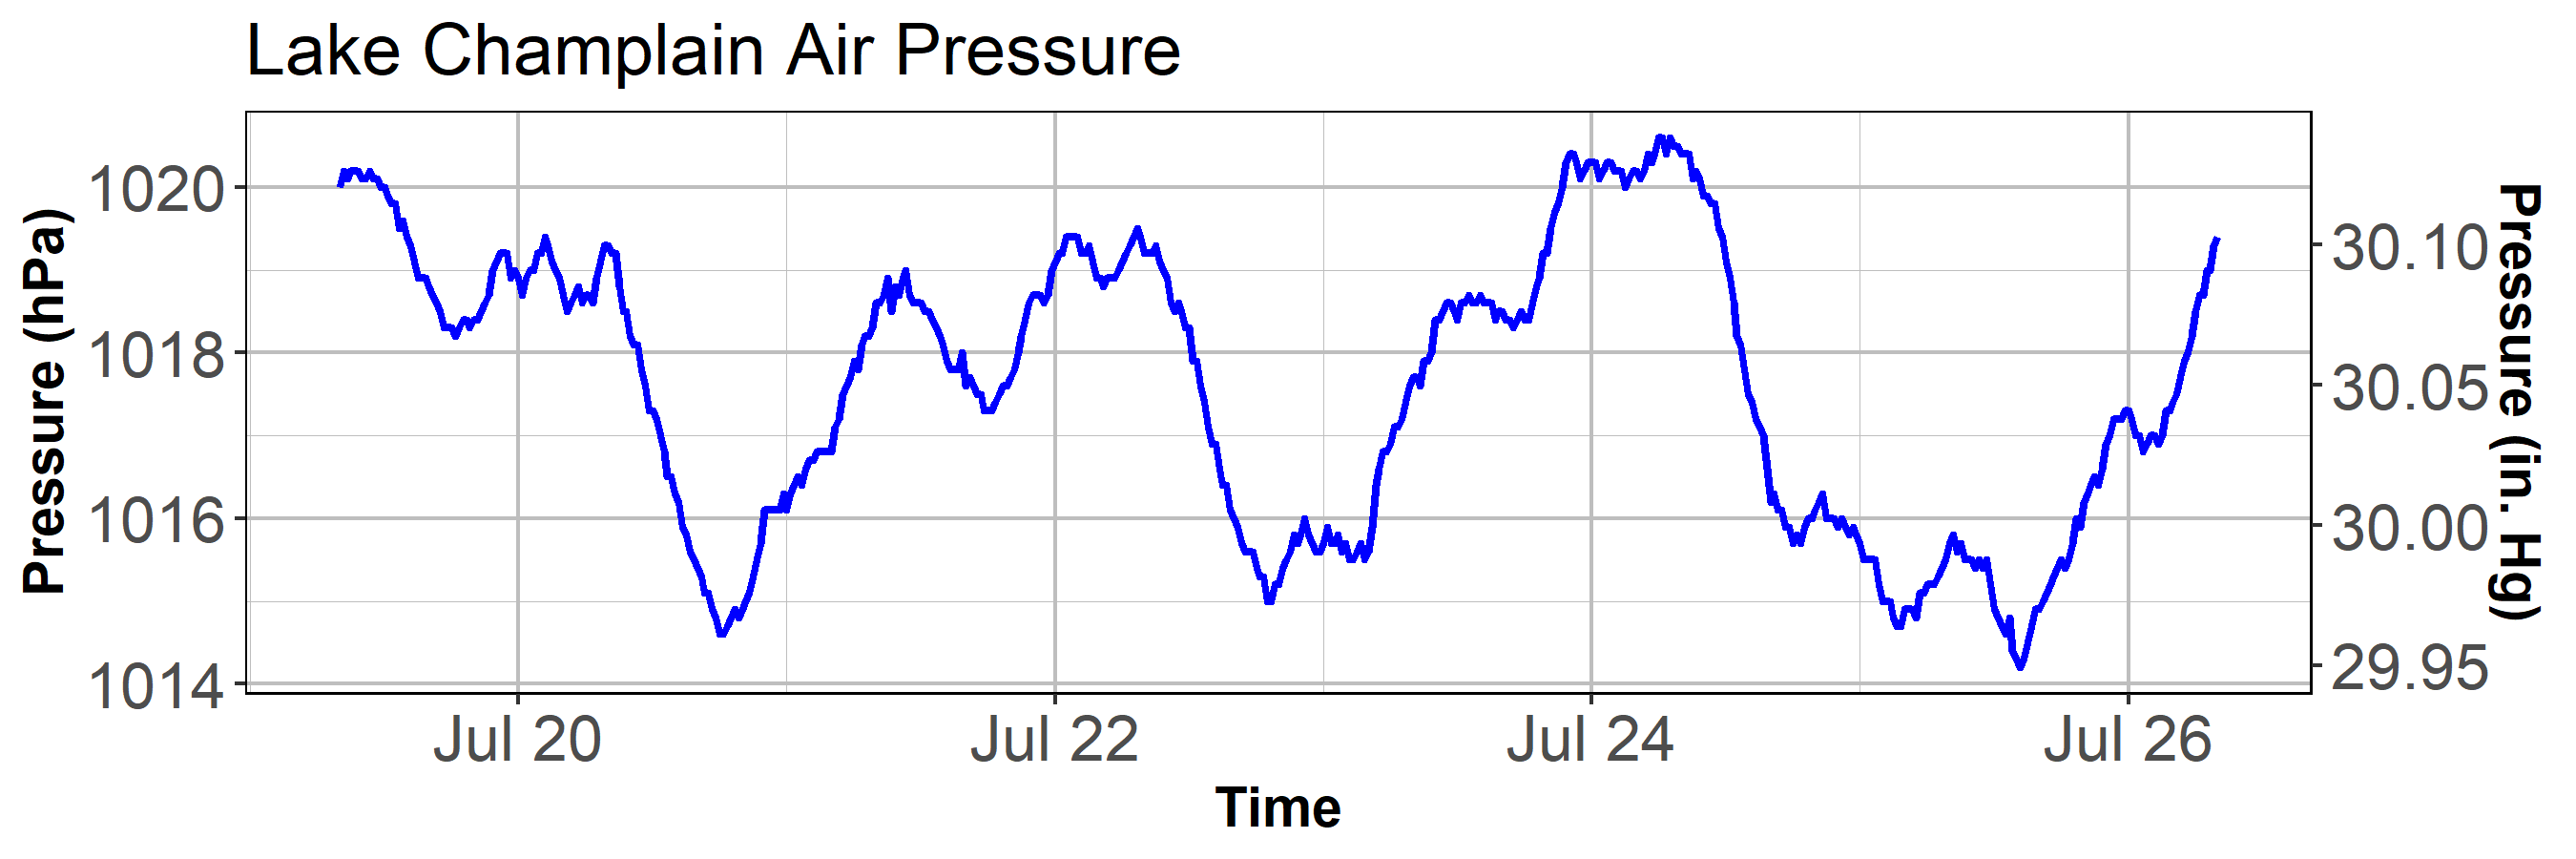 Lake Champlain Air Pressure
Pressure (hPa)
1020
1018
1016
1014
30.10
30.05
30.00
29.95
Pressure (in. Hg)
Jul 20
Jul 22
Jul 24
Jul 26
Time